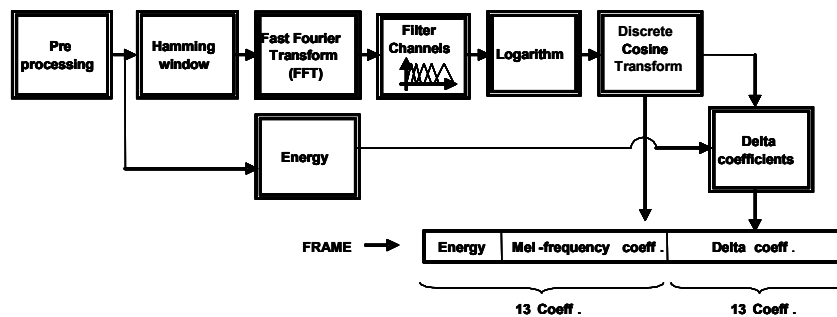 Pre
processing
Hamming
window
Fast Fourier
Transform
(FFT)
Filter
Channels
Logarithm
Discrete
Cosine
Transform
Energy
Delta
coefficients
FRAME
Energy
Mel-frequency coeff.
Delta coeff.
13 Coeff.
13 Coeff.